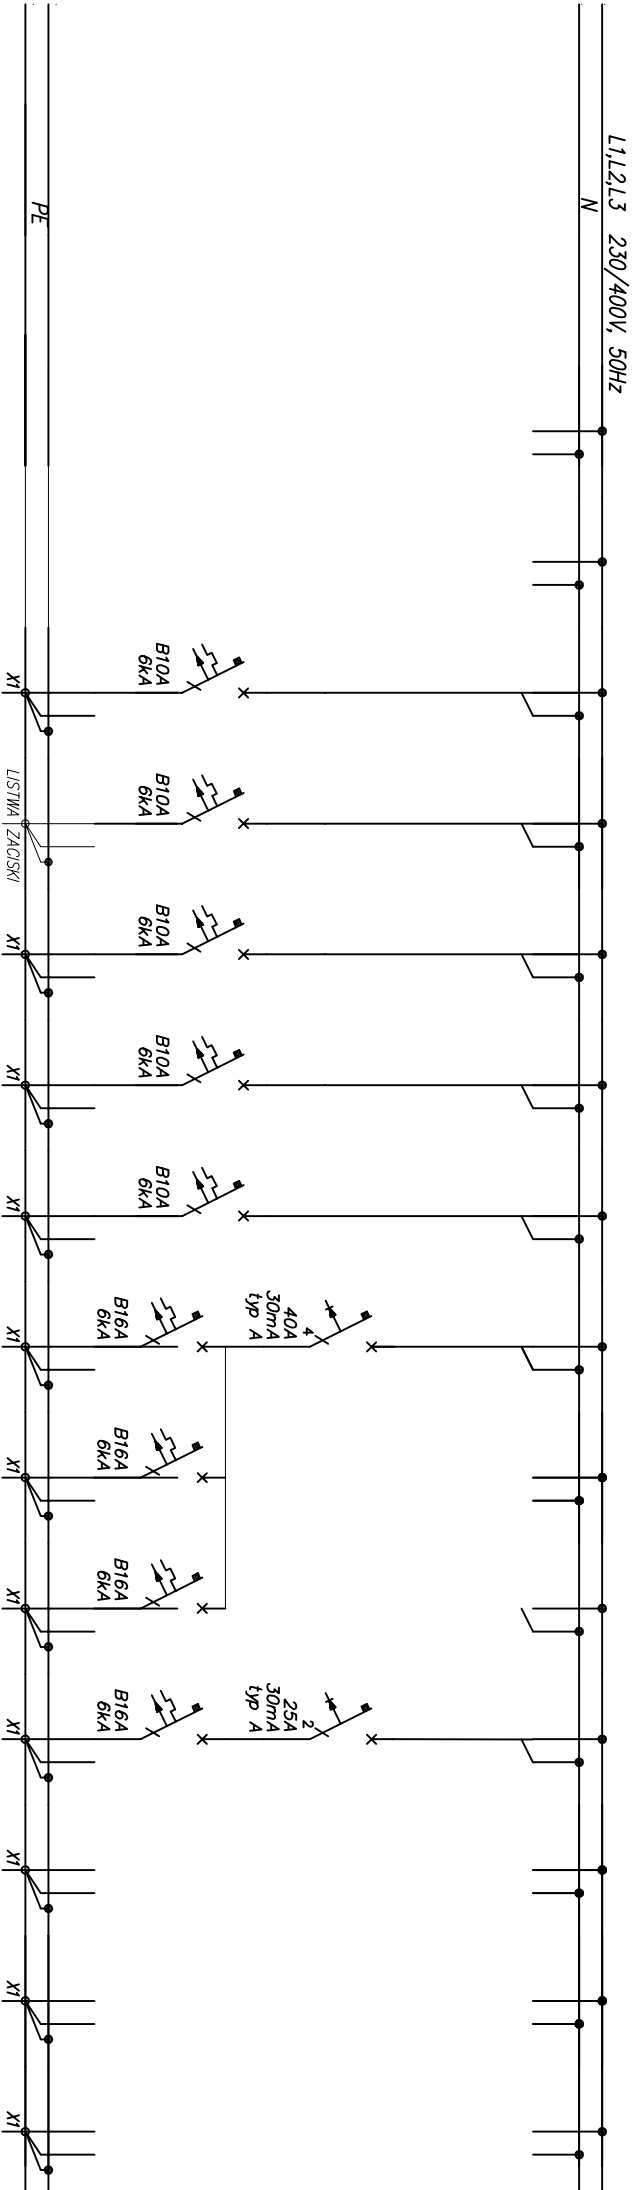 L1,L2,L3 230/400V, 50Hz
N
40A
4
30mA
typ A
25A
2
30mA
typ A
B10A
6kA
B10A
6kA
B10A
6kA
B10A
6kA
B10A
6kA
B16A
6kA
B16A
6kA
B16A
6kA
B16A
6kA
PE
X1
LISTWA ZACISKI
X1
X1
X1
X1
X1
X1
X1
X1
X1
X1